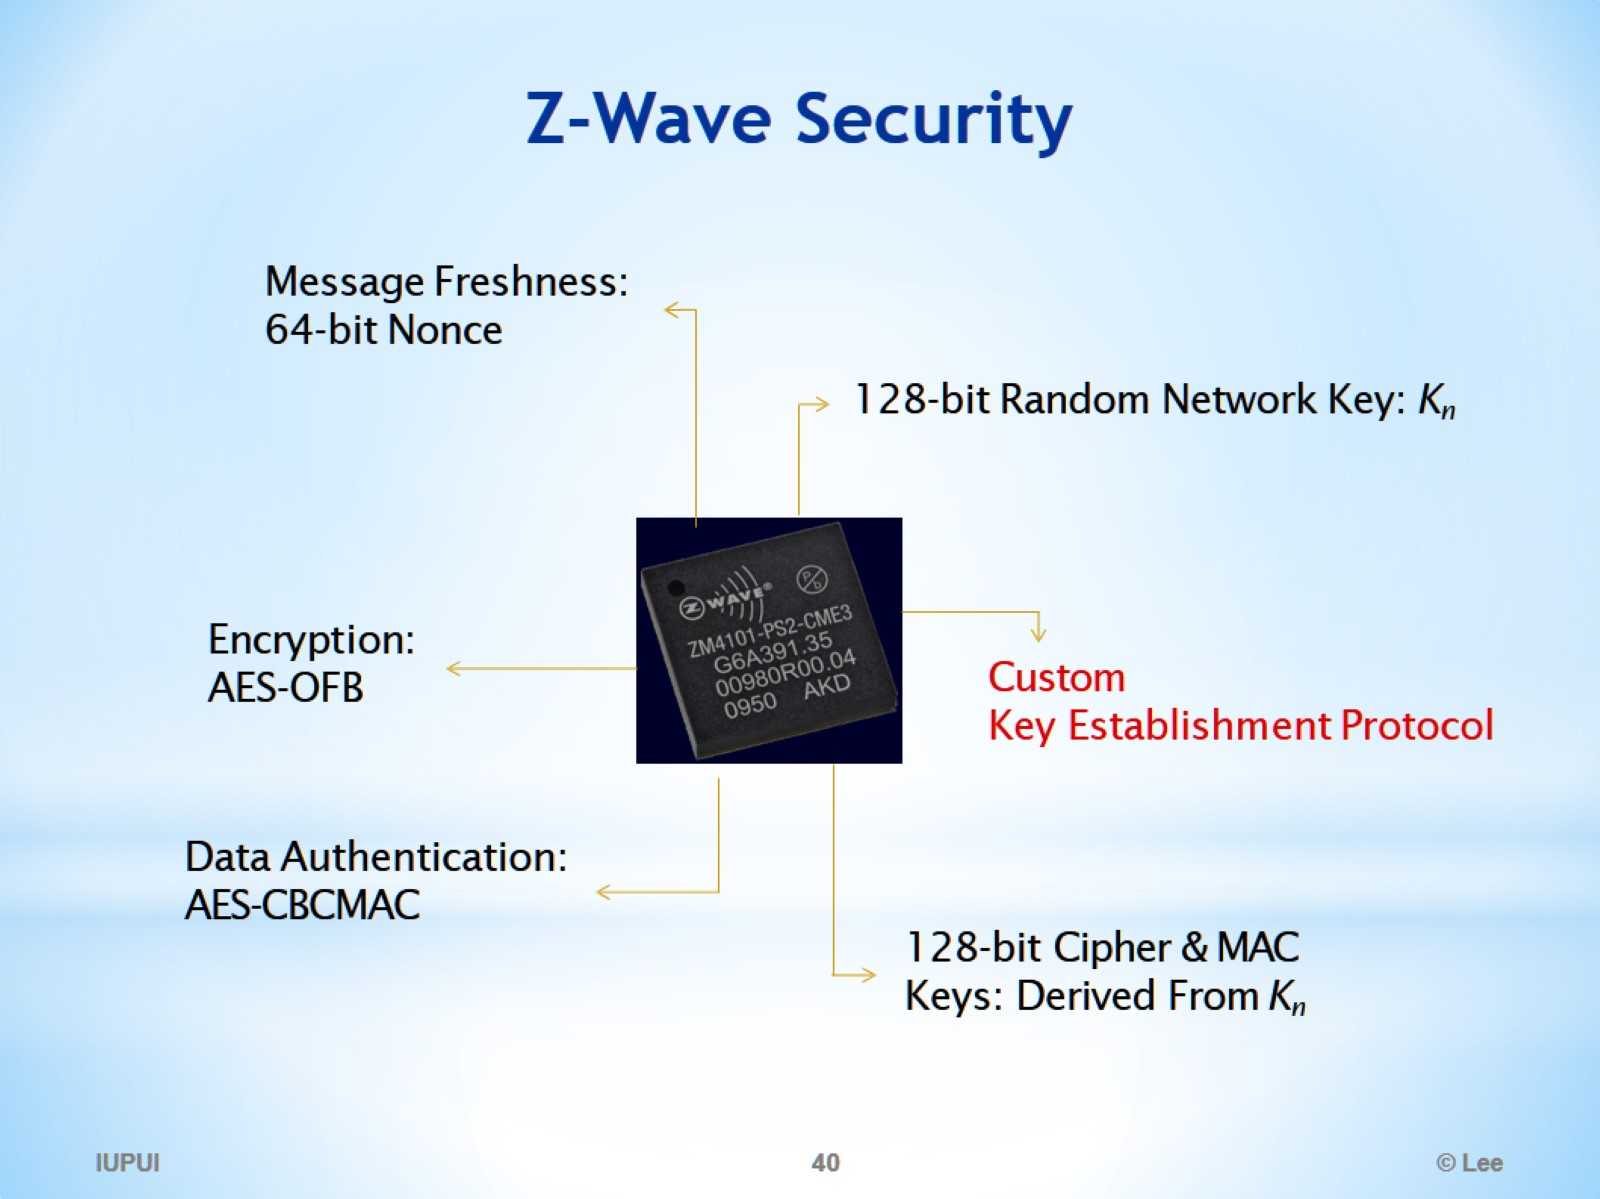 Z-Wave Security
Message Freshness:
64-bit Nonce
128-bit Random Network Key: Kn
Z WAVE®
Pb
ZM4101-PS2-CME3
G6A391.35
00980R00.04
0950 AKD
Encryption:
AES-OFB
Custom
Key Establishment Protocol
Data Authentication:
AES-CBCMAC
128-bit Cipher & MAC
Keys: Derived From Kn
IUPUI
40
© Lee